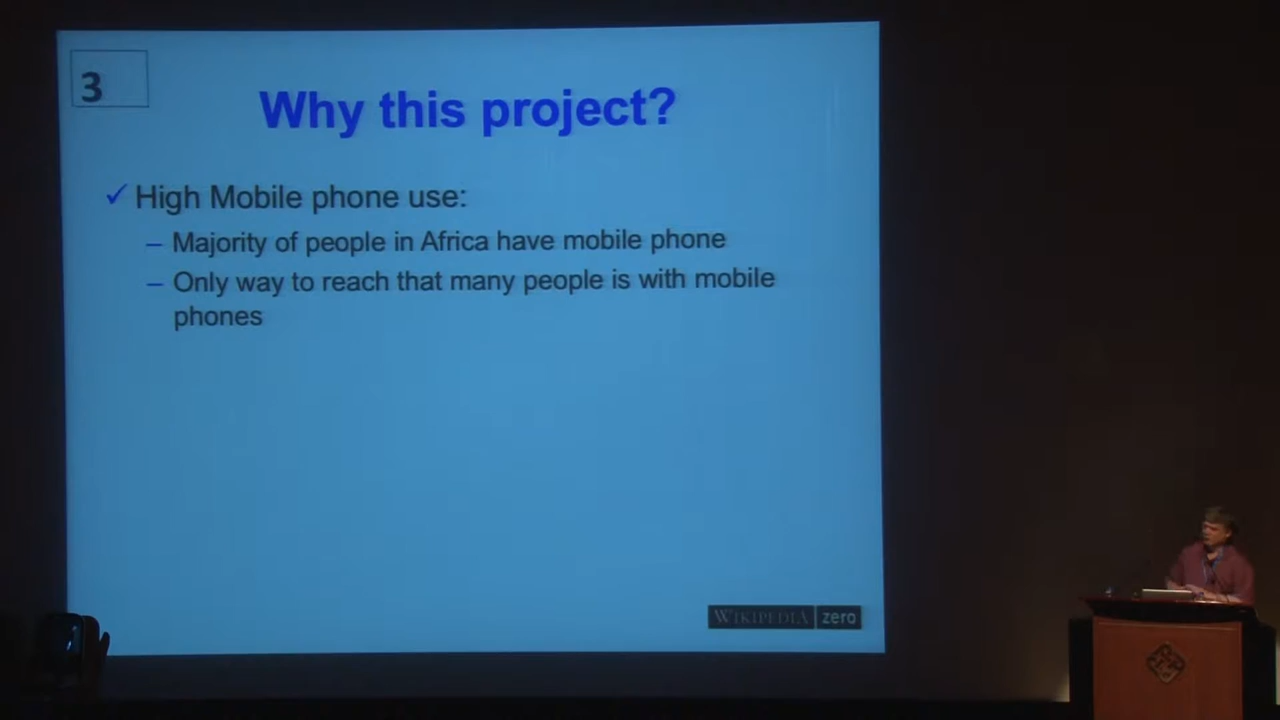 3
Why this project?
✓ High Mobile phone use:
– Majority of people in Africa have mobile phone
– Only way to reach that many people is with mobile
phones
WIKIPEDIA zero